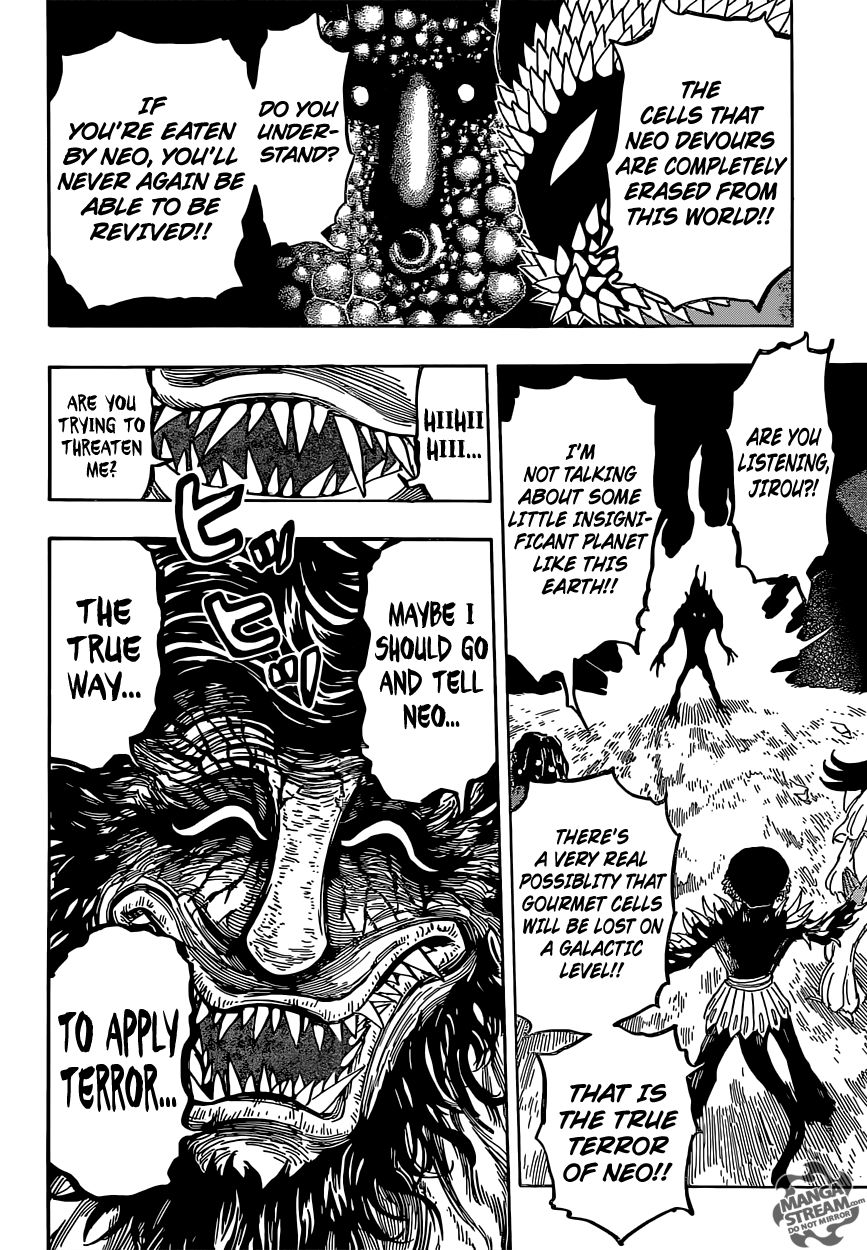 THE
CELLS THAT
NEO DEVOURS
ARE COMPLETELY
ERASED FROM
THIS WORLD!!
DO YOU
UNDER-
STAND?
IF
YOU'RE EATEN
BY NEO, YOU'LL
NEVER AGAIN BE
ABLE TO BE
REVIVED!!
ARE YOU
LISTENING,
JIROU?!
I'M
NOT TALKING
ABOUT SOME
LITTLE INSIGNI-
FICANT PLANET
LIKE THIS
EARTH!!
THERE'S
A VERY REAL
POSSIBLITY THAT
GOURMET CELLS
WILL BE LOST ON
A GALACTIC
LEVEL!!
THAT IS
THE TRUE
TERROR
OF NEO!!
HIIHII
HIII...
ARE YOU
TRYING TO
THREATEN
ME?
ヒッ
ヒッ
MAYBE I
SHOULD GO
AND TELL
NEO...
THE
TRUE
WAY...
TO APPLY
TERROR...
MANGA
STREAM.com
DO NOT MIRROR